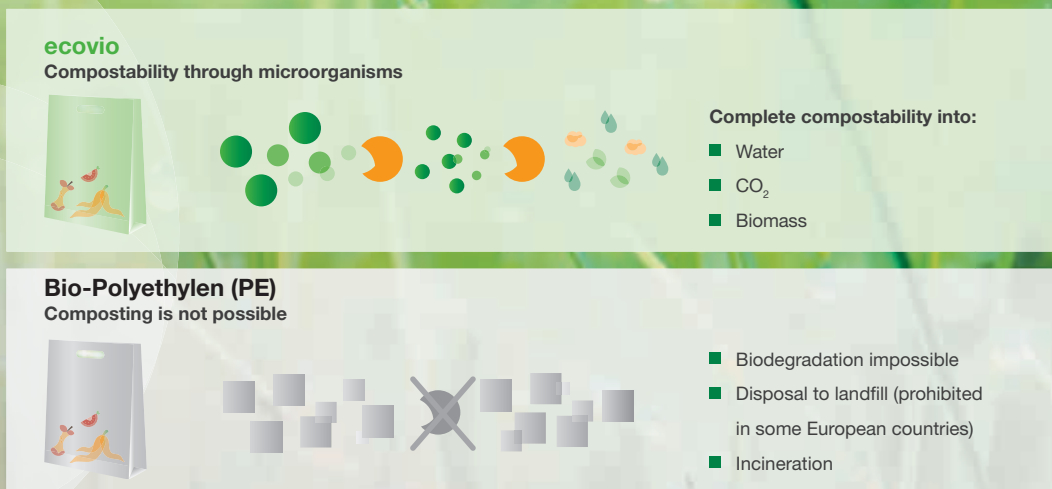 ecovio
Compostability through microorganisms
Complete compostability into:
Water
CO₂
Biomass
Bio-Polyethylen (PE)
Composting is not possible
Biodegradation impossible
Disposal to landfill (prohibited
in some European countries)
Incineration